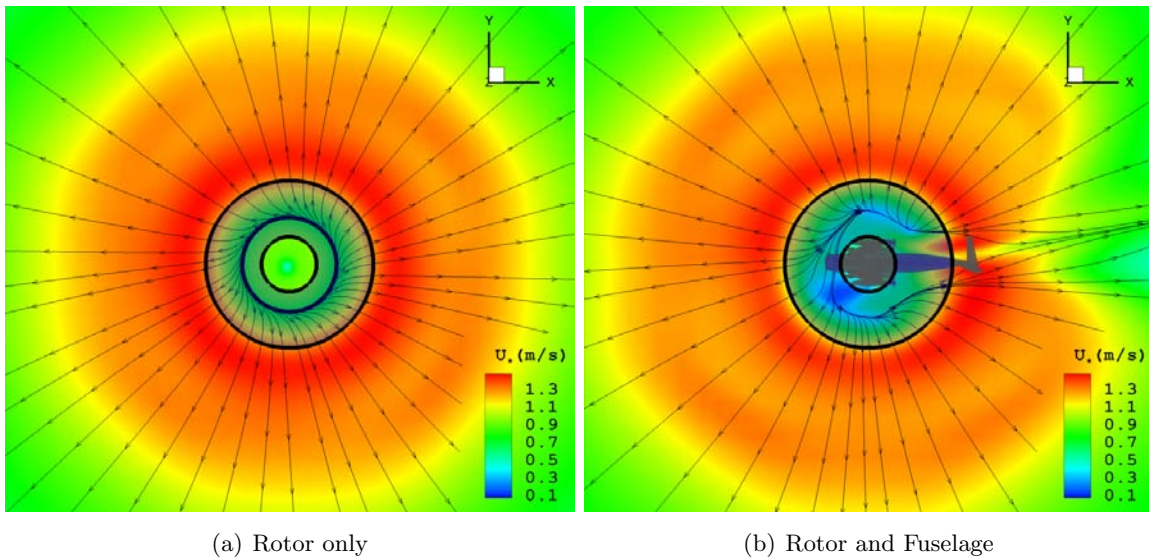 Y
Z
X
U*(m/s)
1.3
1.1
0.9
0.7
0.5
0.3
0.1
(a) Rotor only
Y
Z
X
U*(m/s)
1.3
1.1
0.9
0.7
0.5
0.3
0.1
(b) Rotor and Fuselage